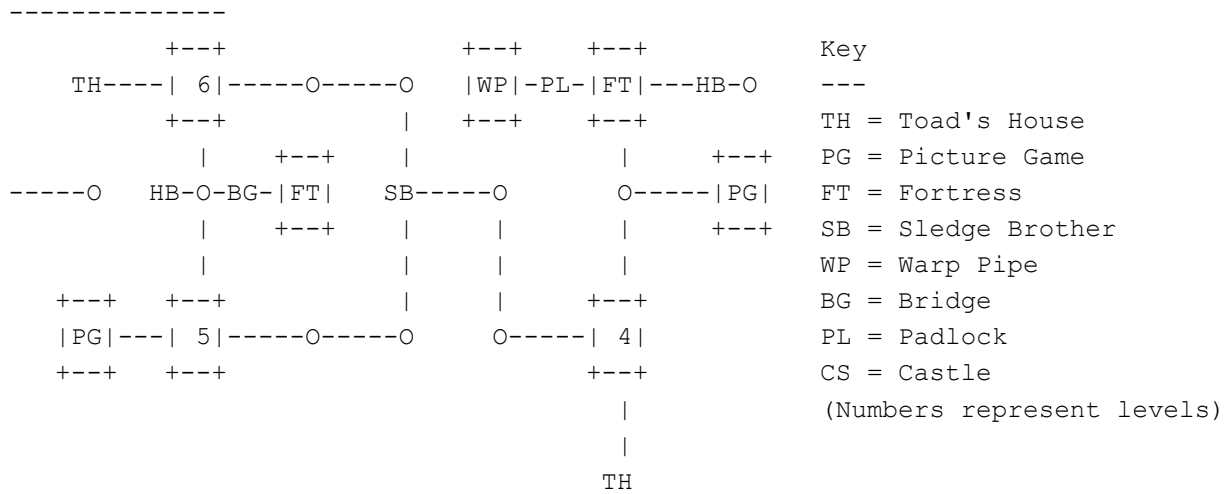 --------------
          +--+                +--+    +--+           Key
    TH----| 6|-----O-----O   |WP|-PL-|FT|---HB-O    ---
          +--+           |   +--+    +--+           TH = Toad's House
            |    +--+    |             |     +--+   PG = Picture Game
-----O   HB-O-BG-|FT|   SB-----O       O-----|PG|   FT = Fortress
            |    +--+    |     |       |     +--+   SB = Sledge Brother
            |            |     |       |            WP = Warp Pipe
   +--+   +--+           |     |     +--+           BG = Bridge
   |PG|---| 5|-----O-----O     O-----| 4|           PL = Padlock
   +--+   +--+                       +--+           CS = Castle
                                       |            (Numbers represent levels)
                                       |
                                      TH